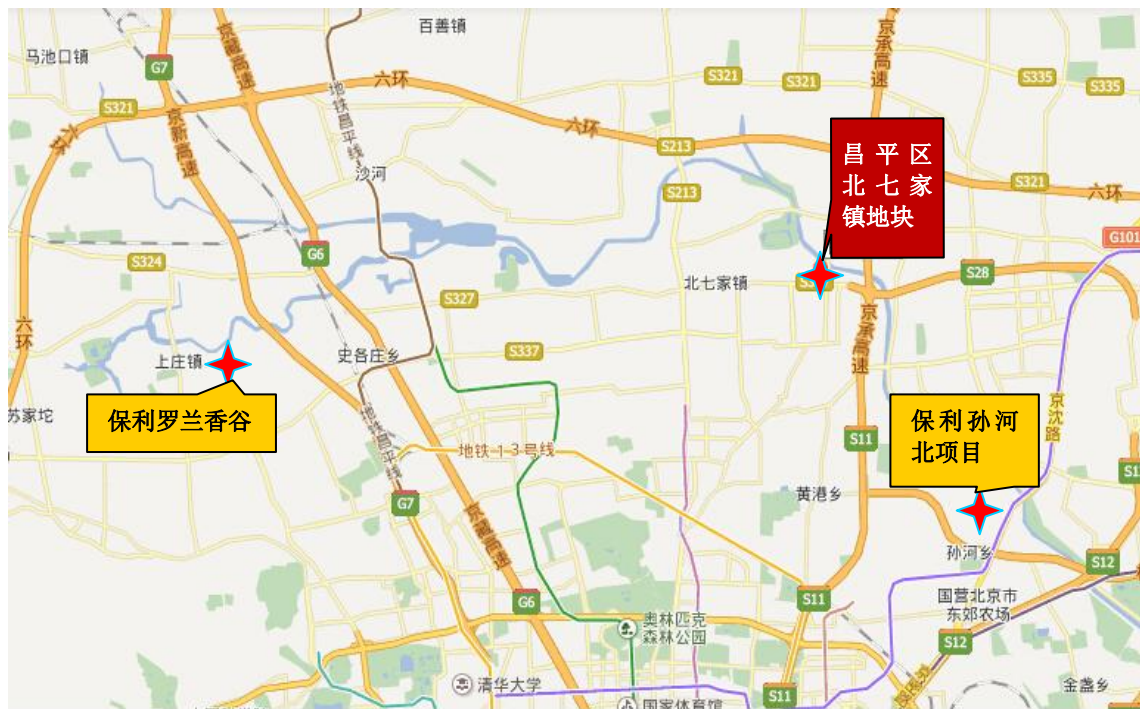 百善镇
马池口镇
G7
京藏高速
京承高速
S321
S321
S335
S335
六环
S321
地铁昌平线
六环
京新高速
六环
S213
昌平区
北七家
镇地块
沙河
S213
S321
六环
G101
G6
S324
S28
北七家镇
S327
京承高速
六环
上庄镇
史各庄乡
S337
苏家坨
保利罗兰香谷
保利孙河
北项目
京沈路
地铁昌平线
地铁13号线
S11
G7
黄港乡
京藏高速
孙河乡
S12
G6
S11
国营北京市
东郊农场
奥林匹克
森林公园
S12
清华大学
金盏乡
S11
国家体育馆